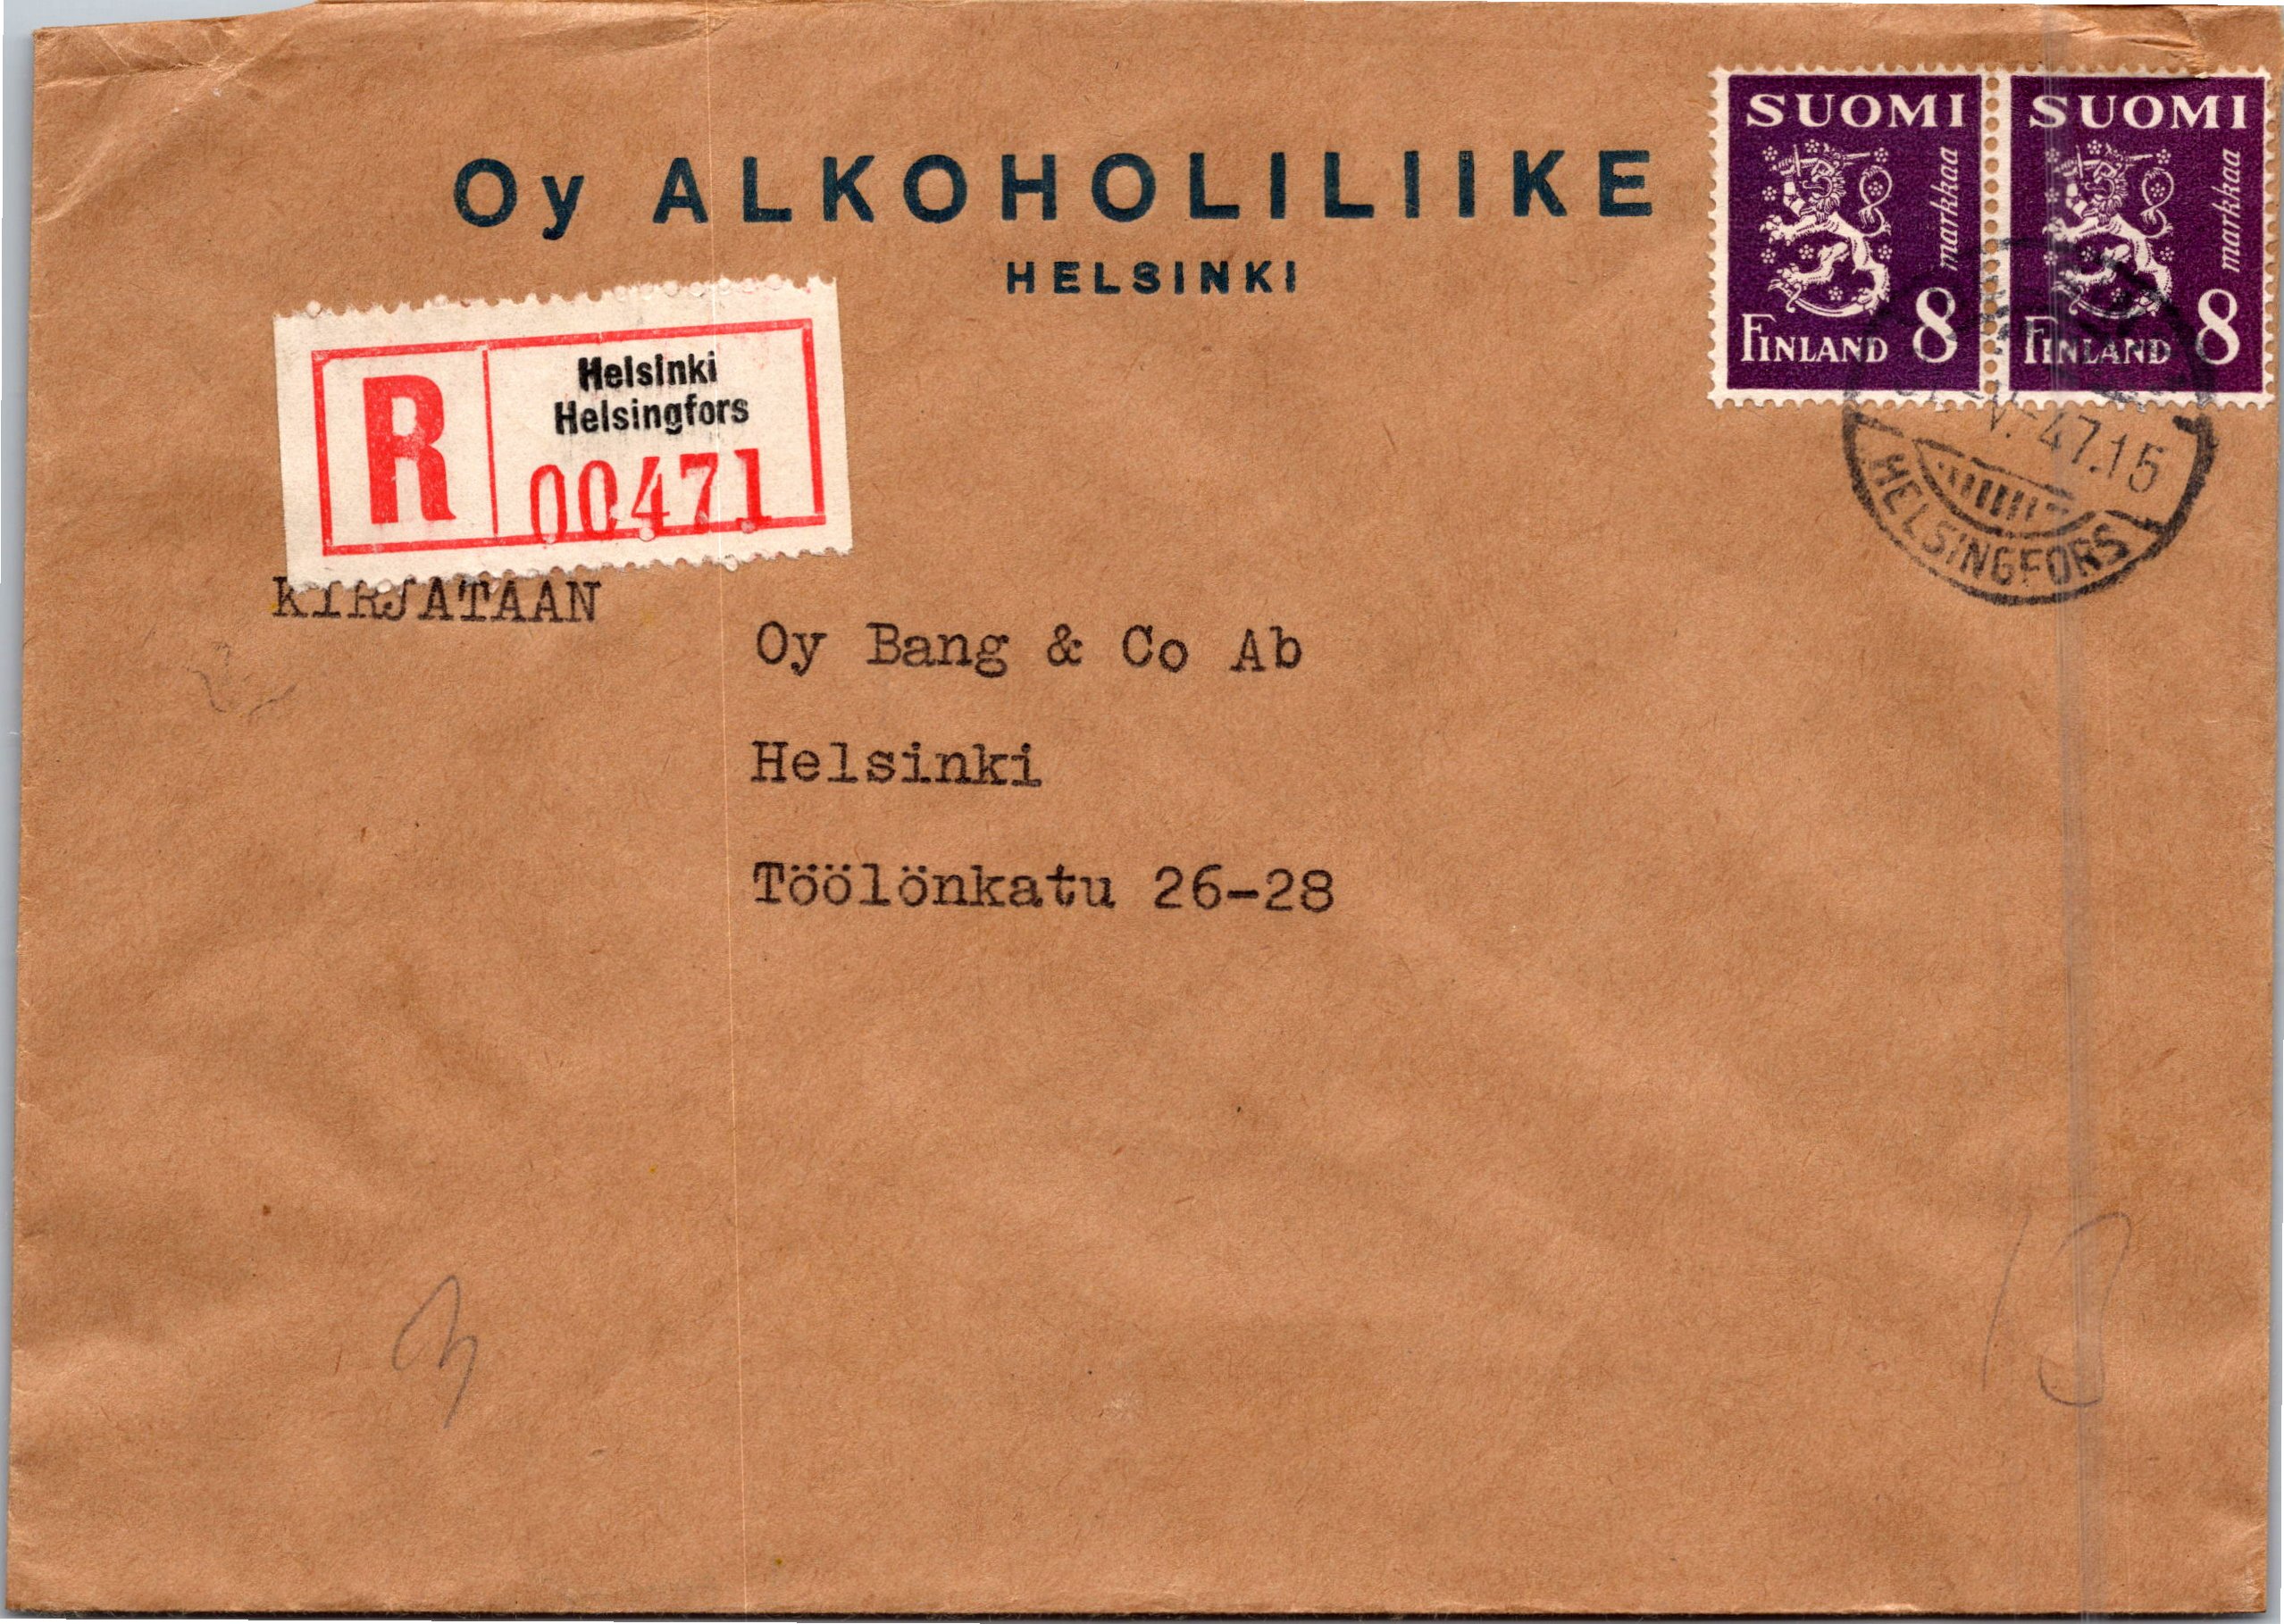 Oy ALKOHOLILIIKE
HELSINKI
SUOMI
markkaa
FINLAND 8
SUOMI
markkaa
FINLAND 8
R
Helsinki
Helsingfors
00471
V.-47.15
HELSINGFORS
KIRJATAAN
Oy Bang & Co Ab
Helsinki
Töölönkatu 26-28
13